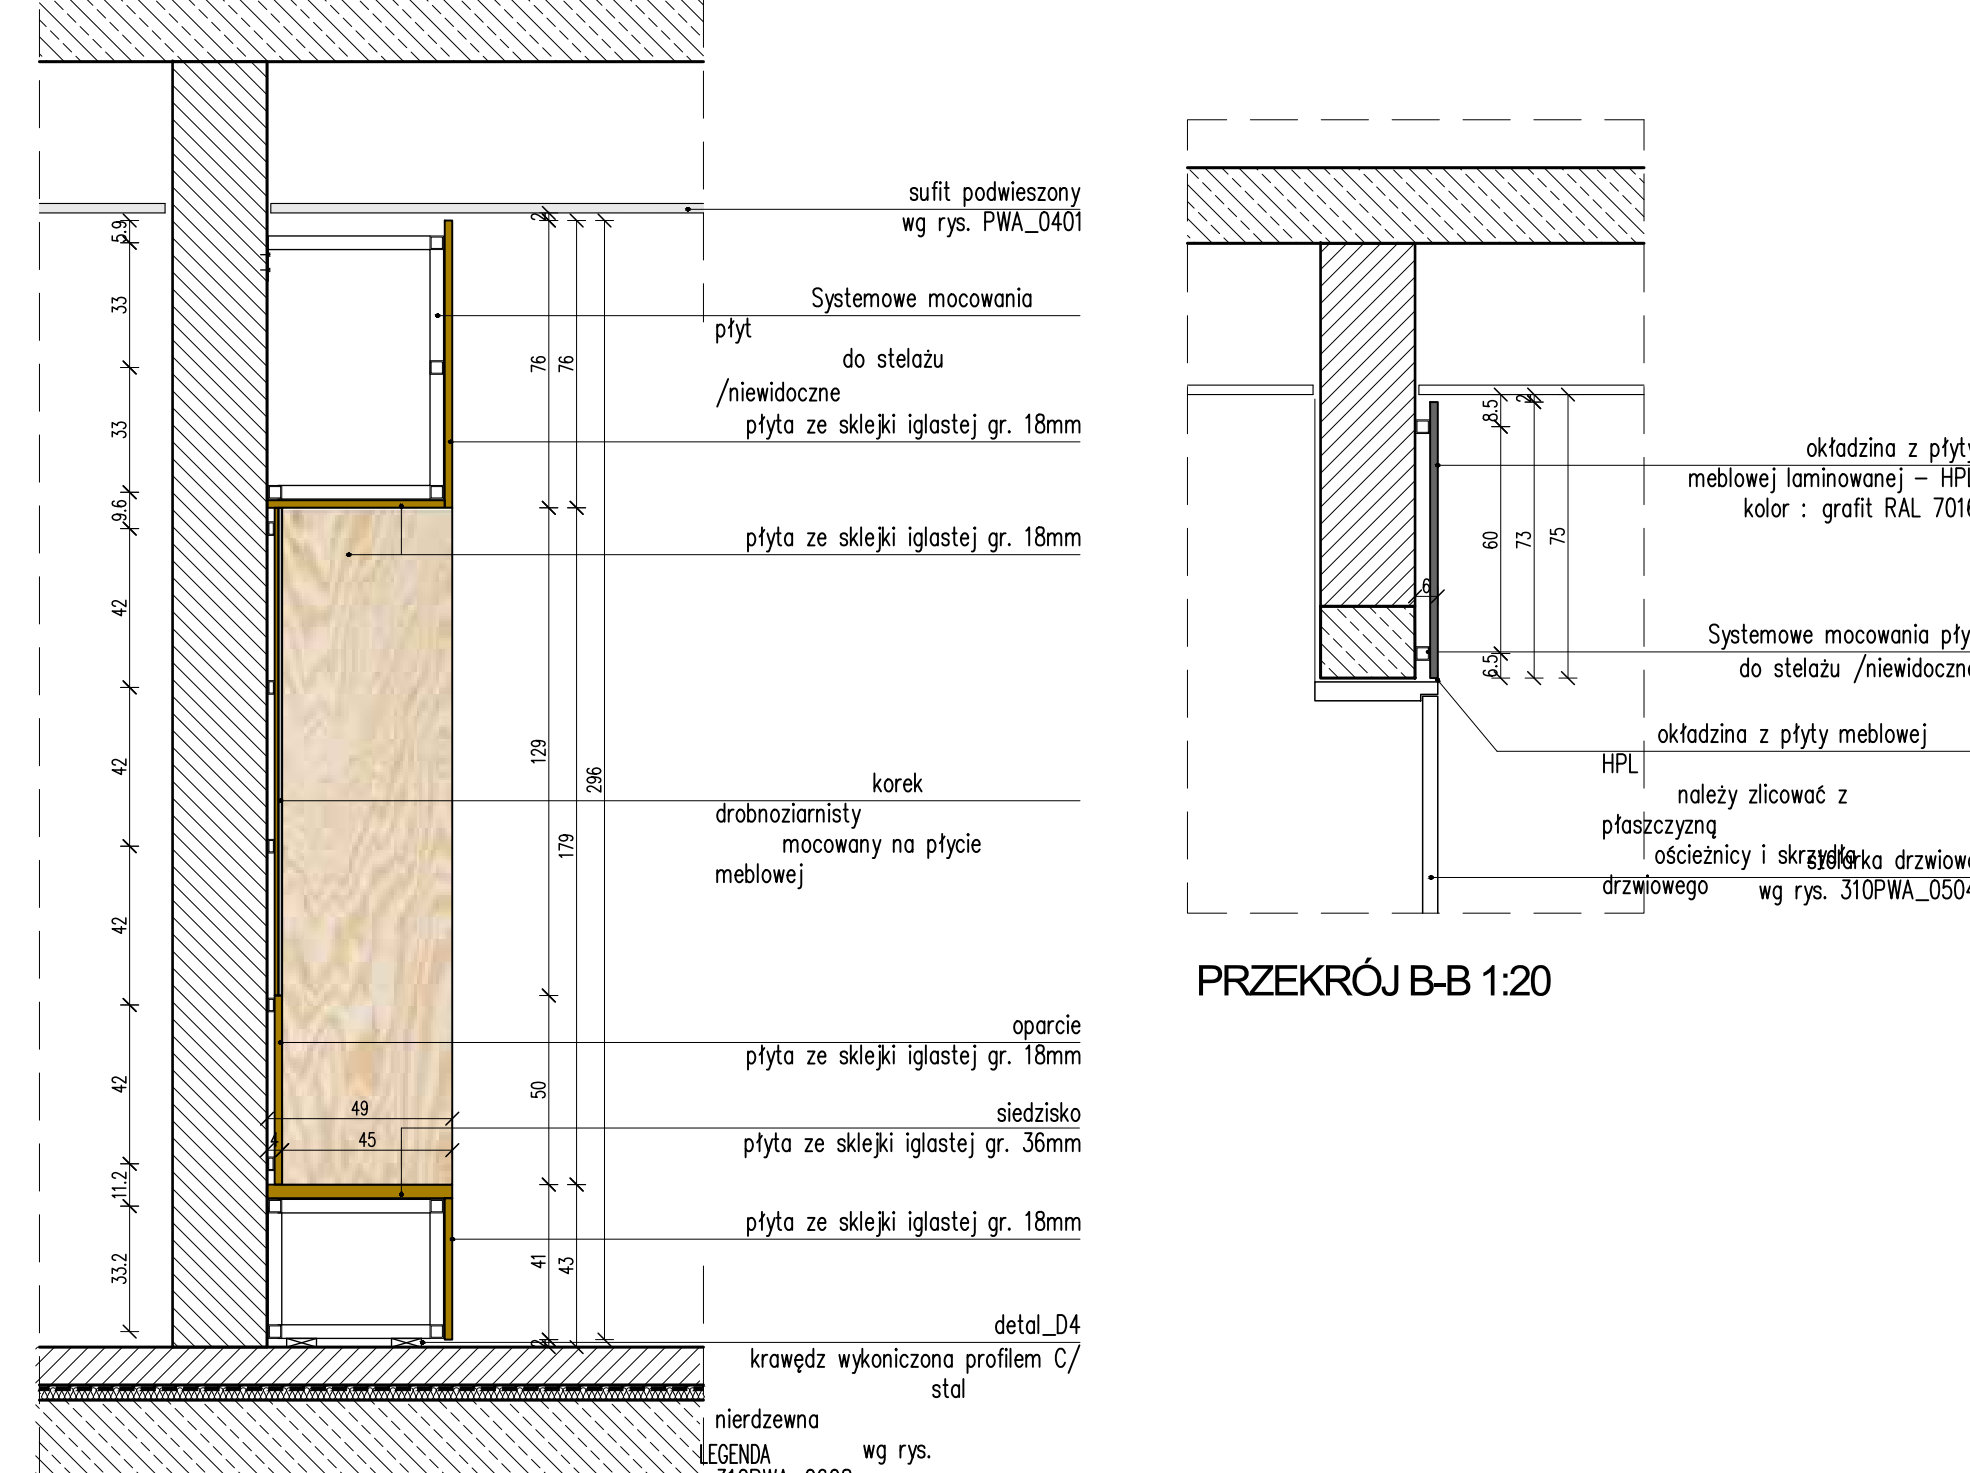 sufit podwieszony
wg rys. PWA_0401
Systemowe mocowania
płyt
do stelażu
/niewidoczne
płyta ze sklejki iglastej gr. 18mm
płyta ze sklejki iglastej gr. 18mm
korek
drobnoziarnisty
mocowany na płycie
meblowej
oparcie
płyta ze sklejki iglastej gr. 18mm
siedzisko
płyta ze sklejki iglastej gr. 36mm
płyta ze sklejki iglastej gr. 18mm
detal_D4
krawędz wykoniczona profilem C/
stal
nierdzewna
LEGENDA
wg rys.
5.9
33
33
9.6
42
42
42
42
11.2
33.2
2
76
129
50
41
2
76
179
43
296
49
4
45
okładzina z płyty
meblowej laminowanej – HPL
kolor : grafit RAL 7016
Systemowe mocowania pły
do stelażu /niewidoczne
okładzina z płyty meblowej
HPL
należy zlicować z
płaszczyzną
ościeżnicy i skrzydła
drzwiowego
stolarka drzwiowa
wg rys. 310PWA_0504
8.5
60
6.5
2
73
75
6
PRZEKRÓJ B-B 1:20